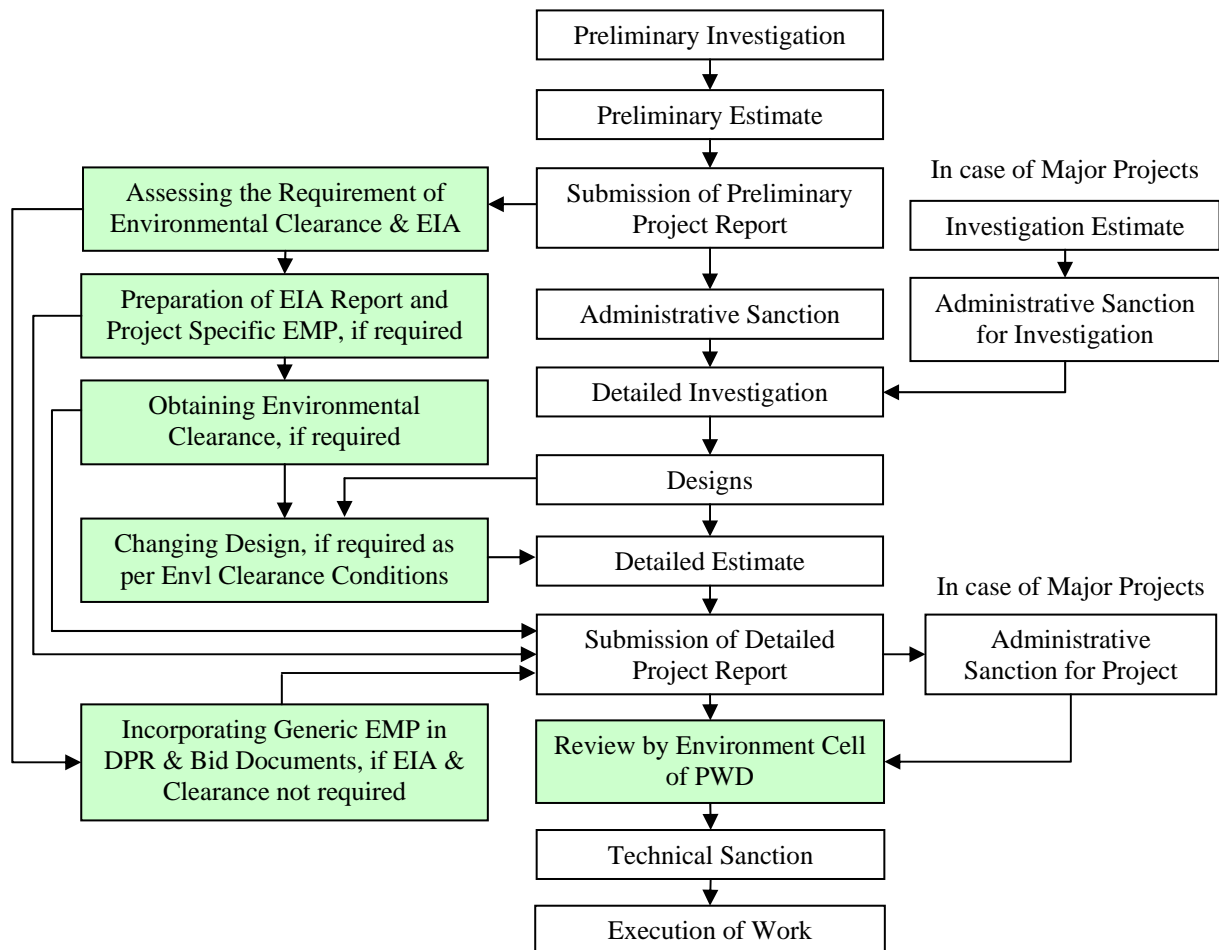 Preliminary Investigation
Preliminary Estimate
Assessing the Requirement of
Environmental Clearance & EIA
Submission of Preliminary
Project Report
In case of Major Projects
Investigation Estimate
Preparation of EIA Report and
Project Specific EMP, if required
Administrative Sanction
Administrative Sanction
for Investigation
Obtaining Environmental
Clearance, if required
Detailed Investigation
Designs
Changing Design, if required as
per Envl Clearance Conditions
Detailed Estimate
In case of Major Projects
Submission of Detailed
Project Report
Administrative
Sanction for Project
Incorporating Generic EMP in
DPR & Bid Documents, if EIA &
Clearance not required
Review by Environment Cell
of PWD
Technical Sanction
Execution of Work